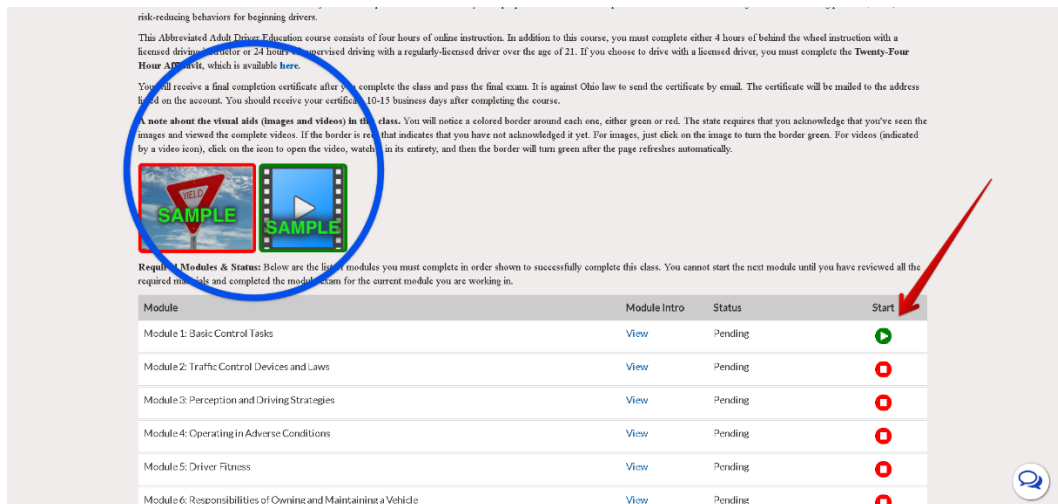 risk-reducing behaviors for beginning drivers.
This Abbreviated Adult Driver Education course consists of four hours of online instruction. In addition to this course, you must complete either 4 hours of behind the wheel instruction with a
licensed driving instructor or 24 hours of supervised driving with a regularly-licensed driver over the age of 21. If you choose to drive with a licensed driver, you must complete the Twenty-Four
Hour Affidavit, which is available here.
You will receive a final completion certificate after you complete the class and pass the final exam. It is against Ohio law to send the certificate by email. The certificate will be mailed to the address
listed on the account. You should receive your certificate 10-15 business days after completing the course.
A note about the visual aids (images and videos) in the class. You will notice a colored border around each one, either green or red. The state requires that you acknowledge that you've seen the
images and viewed the complete videos. If the border is red that indicates that you have not acknowledged it yet. For images, just click on the image to turn the border green. For videos (indicated
by a video icon), click on the icon to open the video, watch in its entirety, and then the border will turn green after the page refreshes automatically.
YIELD
SAMPLE SAMPLE
Required Modules & Status: Below are the list of modules you must complete in order shown to successfully complete this class. You cannot start the next module until you have reviewed all the
required materials and completed the module exam for the current module you are working in.
Module Module Intro Status Start
Module 1: Basic Control Tasks View Pending
Module 2: Traffic Control Devices and Laws View Pending
Module 3: Perception and Driving Strategies View Pending
Module 4: Operating in Adverse Conditions View Pending
Module 5: Driver Fitness View Pending
Module 6: Responsibilities of Owning and Maintaining a Vehicle View Pending